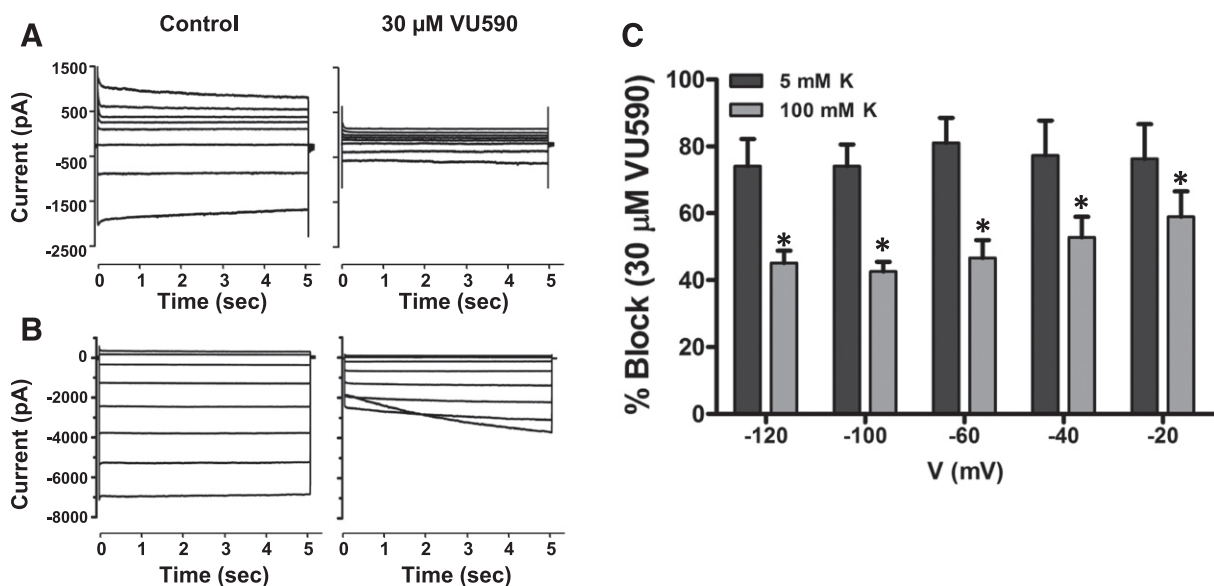 A
Control
30 µM VU590
Current (pA)
1500
500
-500
-1500
-2500
0 1 2 3 4 5
Time (sec)
0 1 2 3 4 5
Time (sec)
B
Current (pA)
0
-2000
-4000
-6000
-8000
0 1 2 3 4 5
Time (sec)
0 1 2 3 4 5
Time (sec)
C
% Block (30 µM VU590)
100
80
60
40
20
0
5 mM K
100 mM K
* * * * *
-120 -100 -60 -40 -20
V (mV)